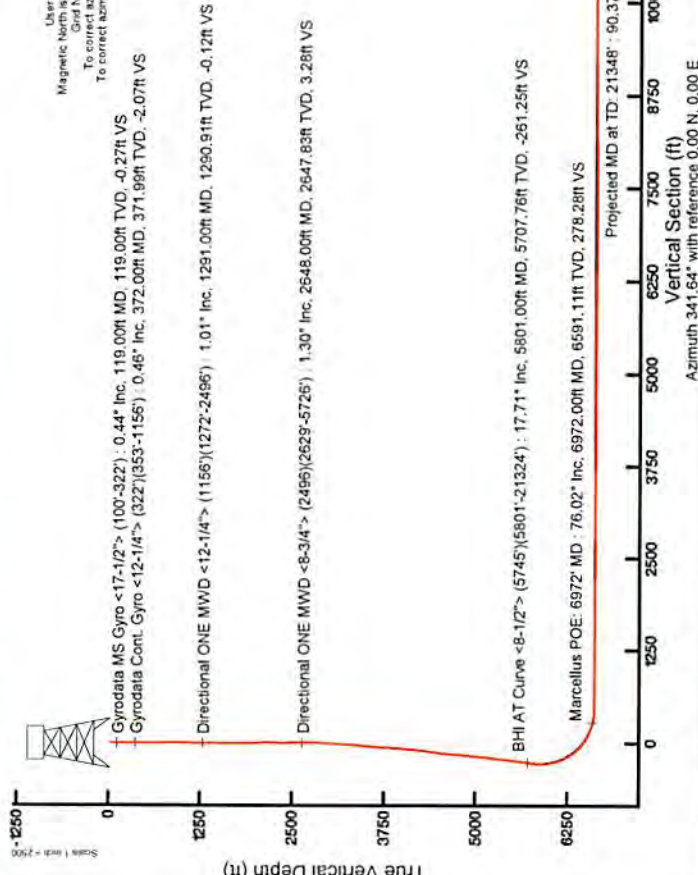 User
Magnetic North is
Grid N
To correct az
To correct azim
Scale 1 inch = 2500
True Vertical Depth (ft)
-1250
0
1250
2500
3750
5000
6250
Gyrodata MS Gyro <17-1/2"> (100'-322') : 0.44° Inc, 119.00ft MD, 119.00ft TVD, -0.27ft VS
Gyrodata Cont. Gyro <12-1/4"> (322')(353'-1156') : 0.46° Inc, 372.00ft MD, 371.99ft TVD, -2.07ft VS
Directional ONE MWD <12-1/4"> (1156')(1272'-2496') : 1.01° Inc, 1291.00ft MD, 1290.91ft TVD, -0.12ft VS
Directional ONE MWD <8-3/4"> (2496')(2629'-5726') : 1.30° Inc, 2648.00ft MD, 2647.83ft TVD, 3.28ft VS
BHI AT Curve <8-1/2"> (5745')(5801'-21324') : 17.71° Inc, 5801.00ft MD, 5707.76ft TVD, -261.25ft VS
Marcellus POE: 6972' MD : 76.02° Inc, 6972.00ft MD, 6591.11ft TVD, 278.28ft VS
Projected MD at TD: 21348' : 90.37
0
1250
2500
3750
5000
6250
7500
8750
1000
Vertical Section (ft)
Azimuth 341.64° with reference 0.00 N, 0.00 E